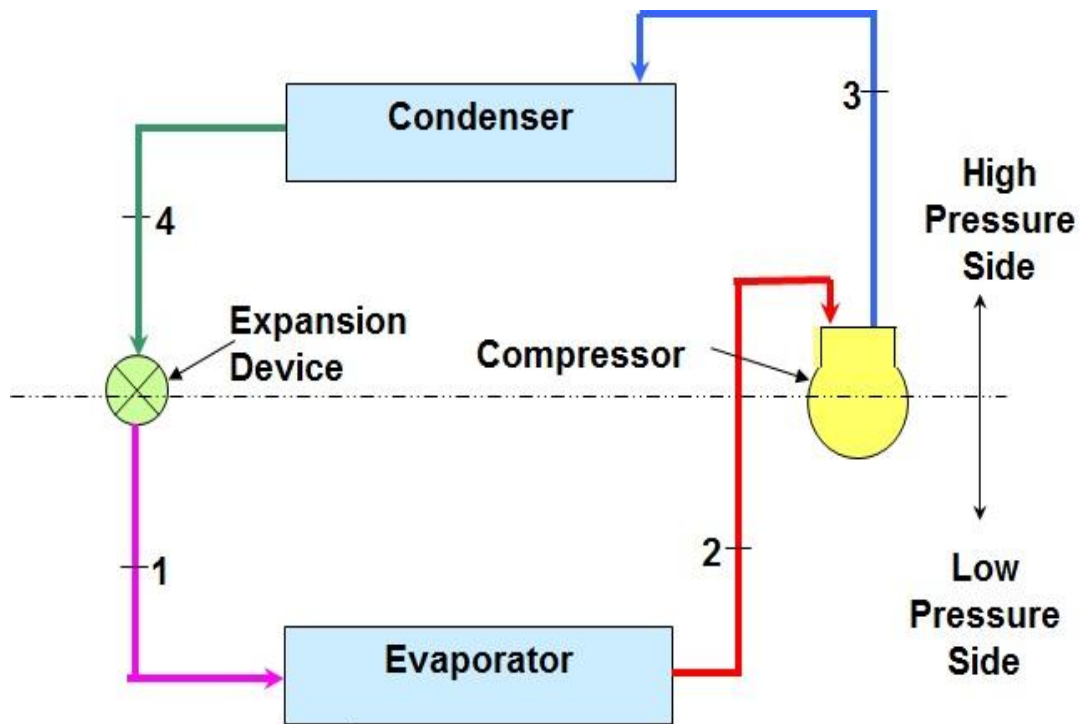 Condenser
3
High
Pressure
Side
4
Expansion
Device
Compressor
1
2
Low
Pressure
Side
Evaporator